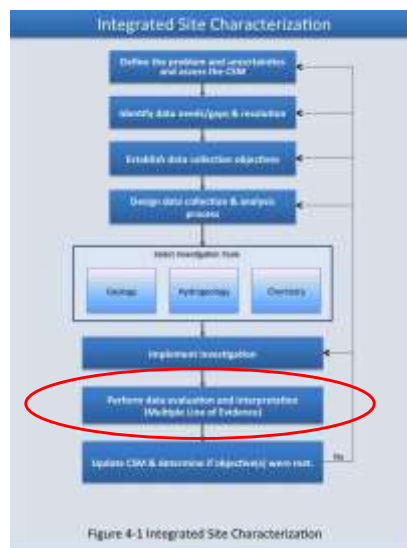 Integrated Site Characterization
Define the problem and uncertainties
and assess the CSM
Identify data needs/gaps & resolution
Establish data collection objectives
Design data collection & analysis
process
Select Investigation Tools
Geology
Hydrogeology
Chemistry
Implement investigation
Perform data evaluation and interpretation
(Multiple Line of Evidence)
Update CSM & determine if objective(s) were met.
No
Figure 4-1 Integrated Site Characterization